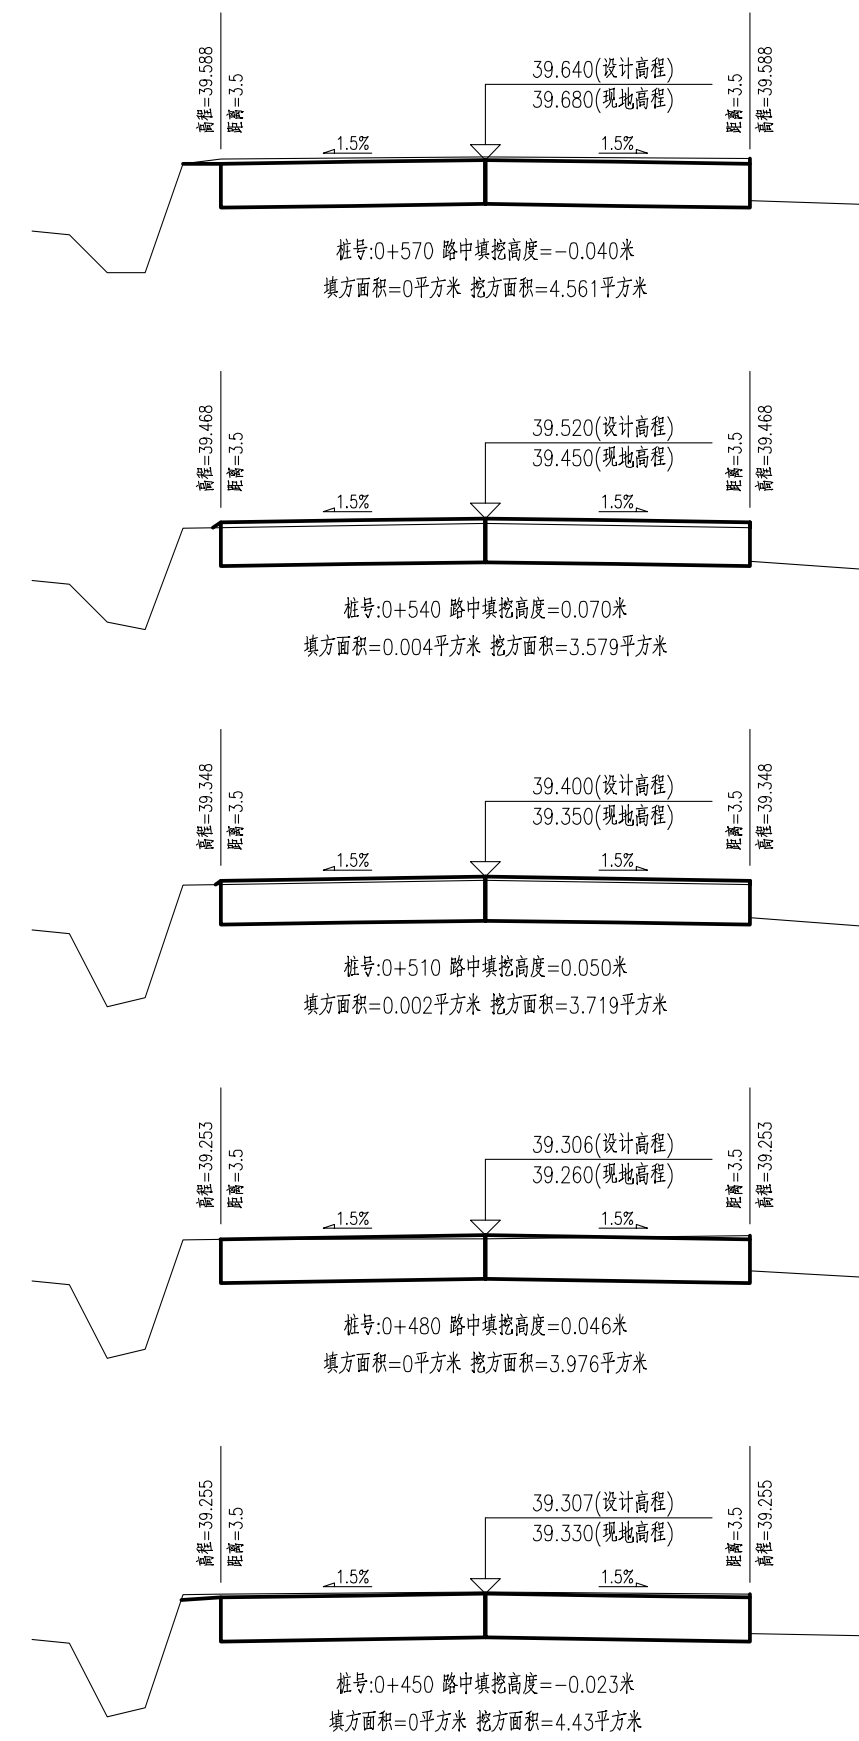 高程=39.588
距离=3.5
39.640(设计高程)
39.680(现地高程)
距离=3.5
高程=39.588
1.5%
1.5%
桩号:0+570 路中填挖高度=-0.040米
填方面积=0平方米 挖方面积=4.561平方米
高程=39.468
距离=3.5
39.520(设计高程)
39.450(现地高程)
距离=3.5
高程=39.468
1.5%
1.5%
桩号:0+540 路中填挖高度=0.070米
填方面积=0.004平方米 挖方面积=3.579平方米
高程=39.348
距离=3.5
39.400(设计高程)
39.350(现地高程)
距离=3.5
高程=39.348
1.5%
1.5%
桩号:0+510 路中填挖高度=0.050米
填方面积=0.002平方米 挖方面积=3.719平方米
高程=39.253
距离=3.5
39.306(设计高程)
39.260(现地高程)
距离=3.5
高程=39.253
1.5%
1.5%
桩号:0+480 路中填挖高度=0.046米
填方面积=0平方米 挖方面积=3.976平方米
高程=39.255
距离=3.5
39.307(设计高程)
39.330(现地高程)
距离=3.5
高程=39.255
1.5%
1.5%
桩号:0+450 路中填挖高度=-0.023米
填方面积=0平方米 挖方面积=4.43平方米